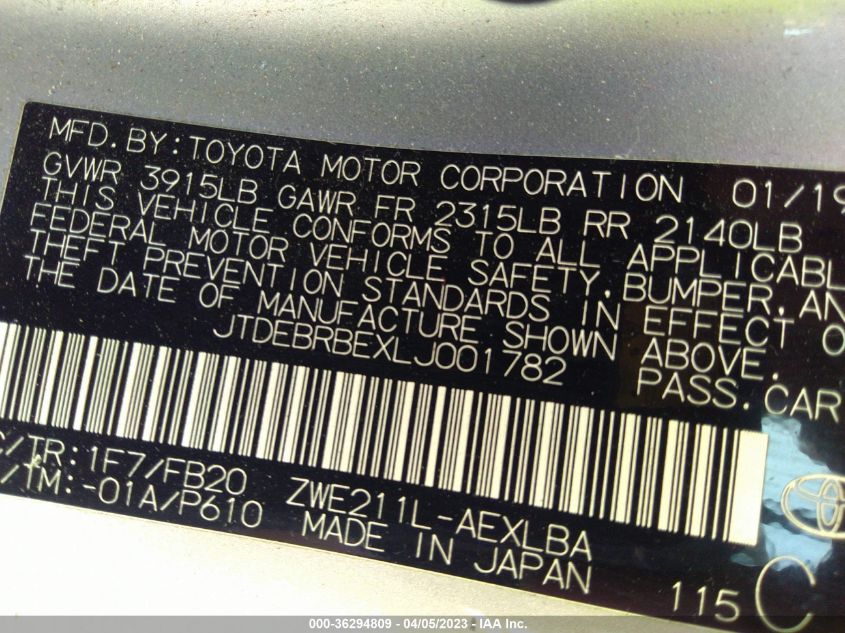 MFD. BY: TOYOTA MOTOR CORPORATION 01/19
GVWR 3915LB GAWR FR 2315LB RR 2140LB
THIS VEHICLE CONFORMS TO ALL APPLICABL
FEDERAL MOTOR VEHICLE SAFETY, BUMPER, AN
THEFT PREVENTION STANDARDS IN EFFECT O
THE DATE OF MANUFACTURE SHOWN ABOVE.
JTDEBRBEXLJ001782 PASS. CAR
/TR: 1F7/FB20
/TM: -01A/P610
ZWE211L-AEXLBA
MADE IN JAPAN
115 C
000-36294809 - 04/05/2023 - IAA Inc.